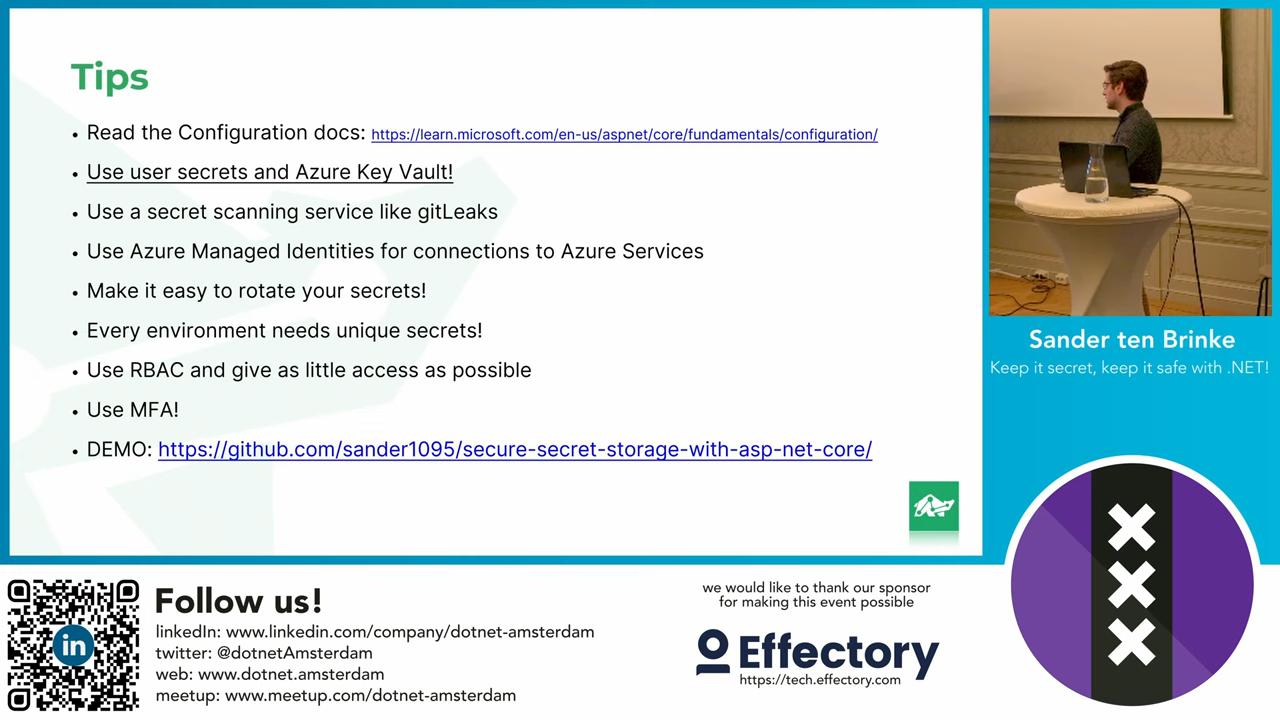 Tips
• Read the Configuration docs: https://learn.microsoft.com/en-us/aspnet/core/fundamentals/configuration/
• Use user secrets and Azure Key Vault!
• Use a secret scanning service like gitLeaks
• Use Azure Managed Identities for connections to Azure Services
• Make it easy to rotate your secrets!
• Every environment needs unique secrets!
• Use RBAC and give as little access as possible
• Use MFA!
• DEMO: https://github.com/sander1095/secure-secret-storage-with-asp-net-core/
Sander ten Brinke
Keep it secret, keep it safe with .NET!
in
Follow us!
linkedIn: www.linkedin.com/company/dotnet-amsterdam
twitter: @dotnetAmsterdam
web: www.dotnet.amsterdam
meetup: www.meetup.com/dotnet-amsterdam
we would like to thank our sponsor
for making this event possible
Effectory
https://tech.effectory.com